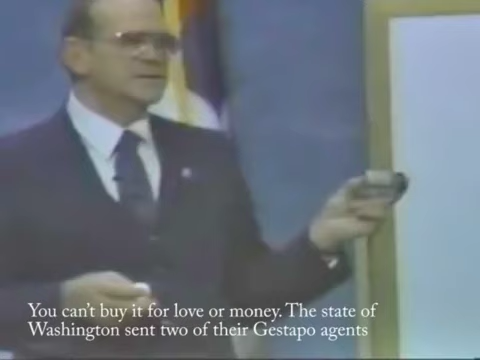 You can't buy it for love or money. The state of
Washington sent two of their Gestapo agents